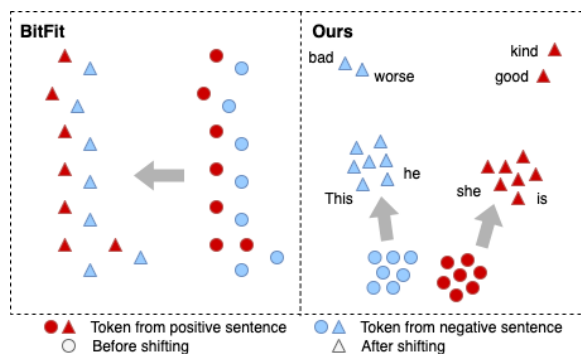 BitFit
Ours
bad
worse
kind
good
This
he
she
is
Token from positive sentence
Token from negative sentence
Before shifting
After shifting